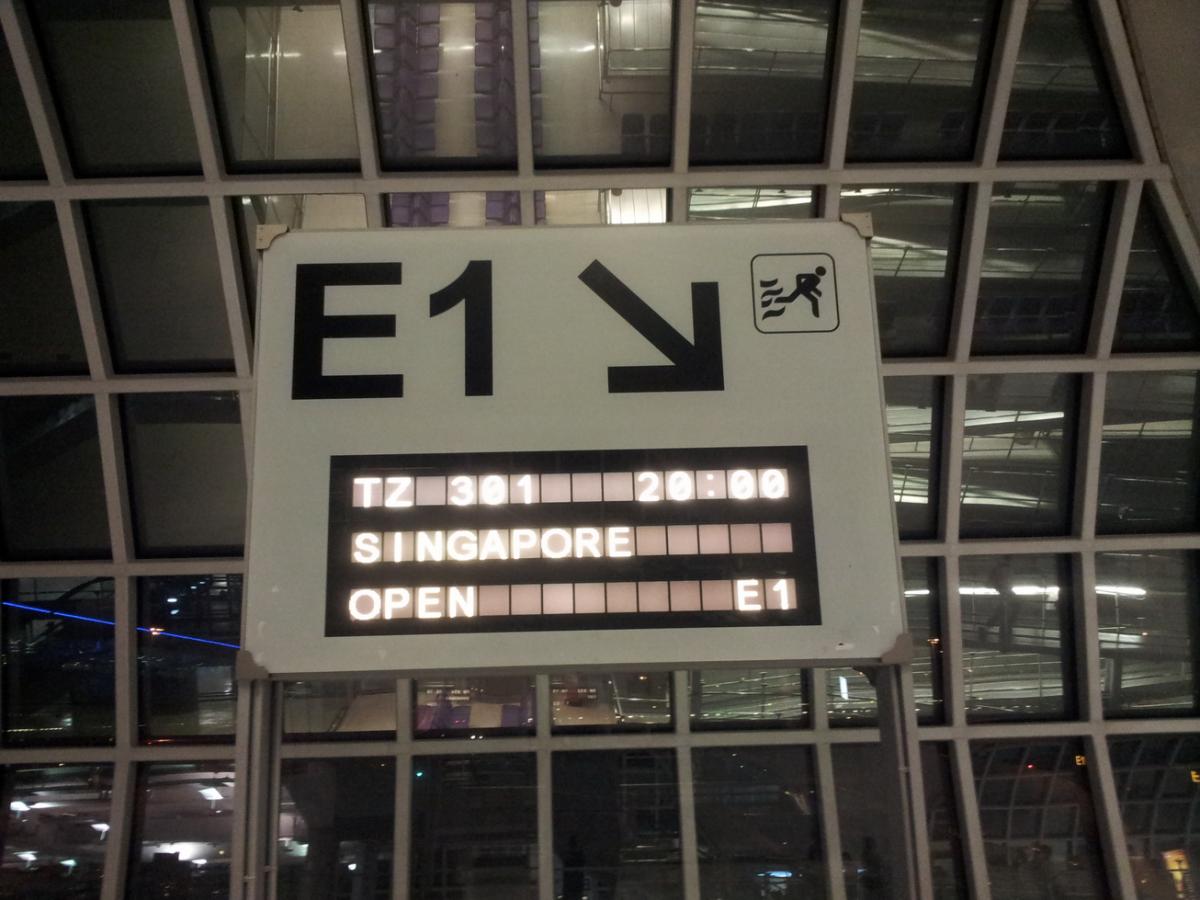 E1
TZ 301 20:00
SINGAPORE
OPEN E1